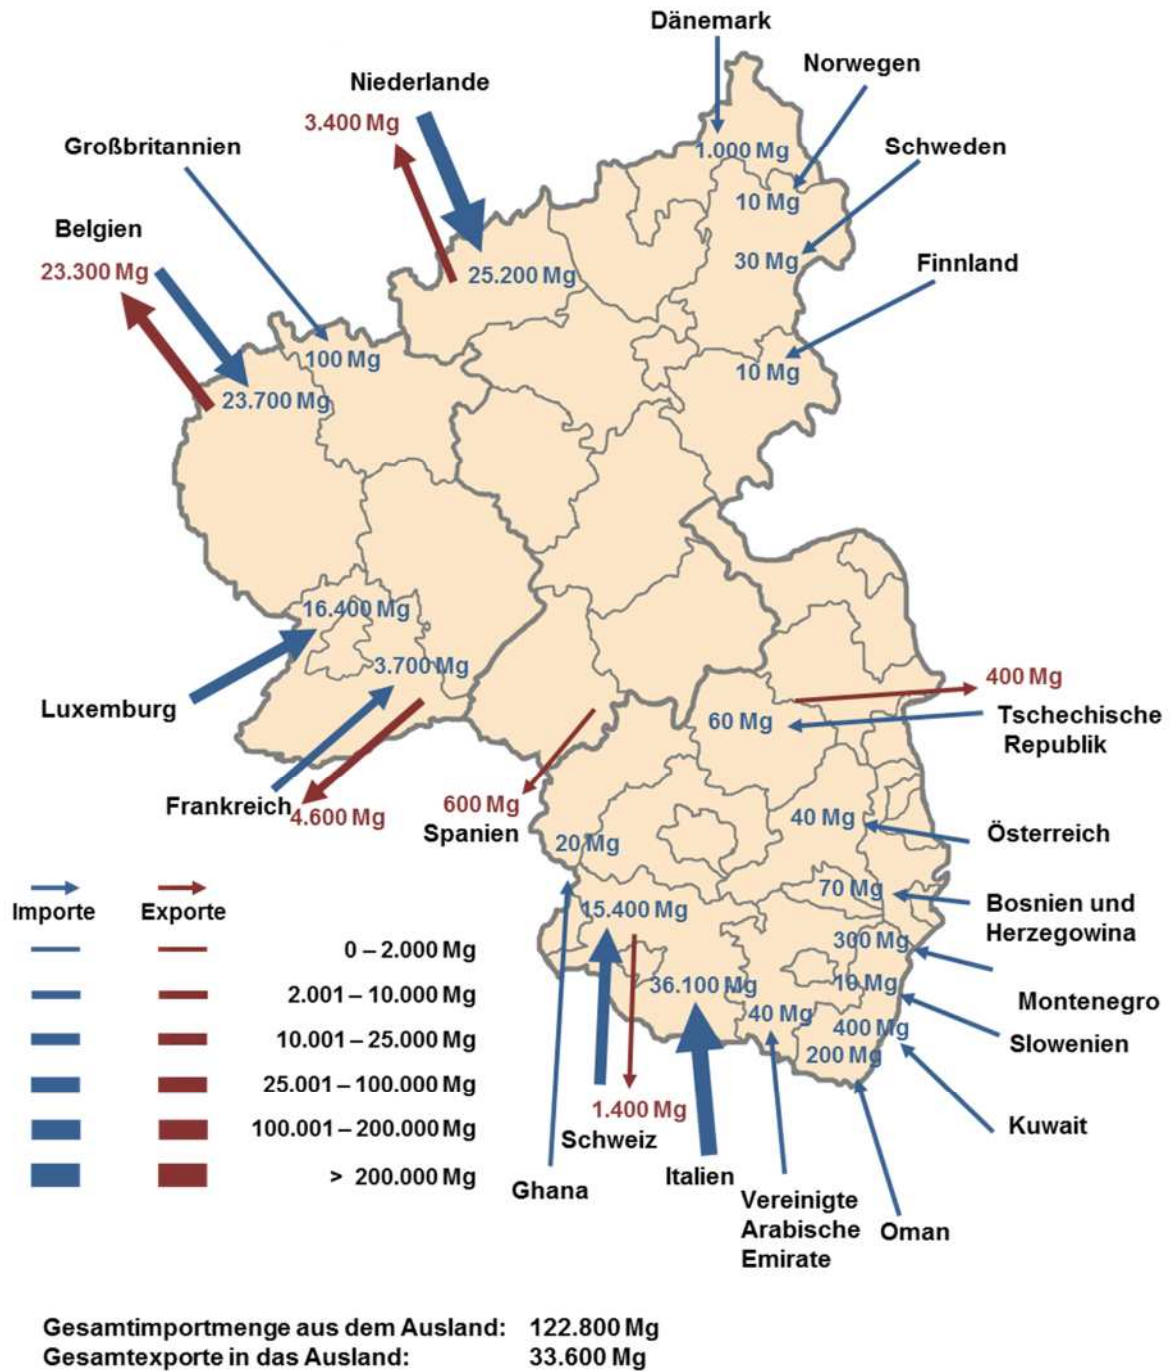 Dänemark
Norwegen
Niederlande
3.400 Mg
Großbritannien
1.000 Mg
Schweden
10 Mg
Belgien
23.300 Mg
25.200 Mg
30 Mg
Finnland
100 Mg
10 Mg
23.700 Mg
16.400 Mg
3.700 Mg
400 Mg
Luxemburg
60 Mg
Tschechische
Republik
Frankreich
4.600 Mg
600 Mg
Spanien
40 Mg
Österreich
20 Mg
70 Mg
Bosnien und
Herzegowina
15.400 Mg
300 Mg
36.100 Mg
10 Mg
Montenegro
40 Mg
400 Mg
Slowenien
200 Mg
1.400 Mg
Schweiz
Kuwait
Ghana
Italien
Vereinigte
Arabische
Emirate
Oman
Importe
Exporte
0 – 2.000 Mg
2.001 – 10.000 Mg
10.001 – 25.000 Mg
25.001 – 100.000 Mg
100.001 – 200.000 Mg
> 200.000 Mg
Gesamtimportmenge aus dem Ausland: 122.800 Mg
Gesamtexporte in das Ausland: 33.600 Mg